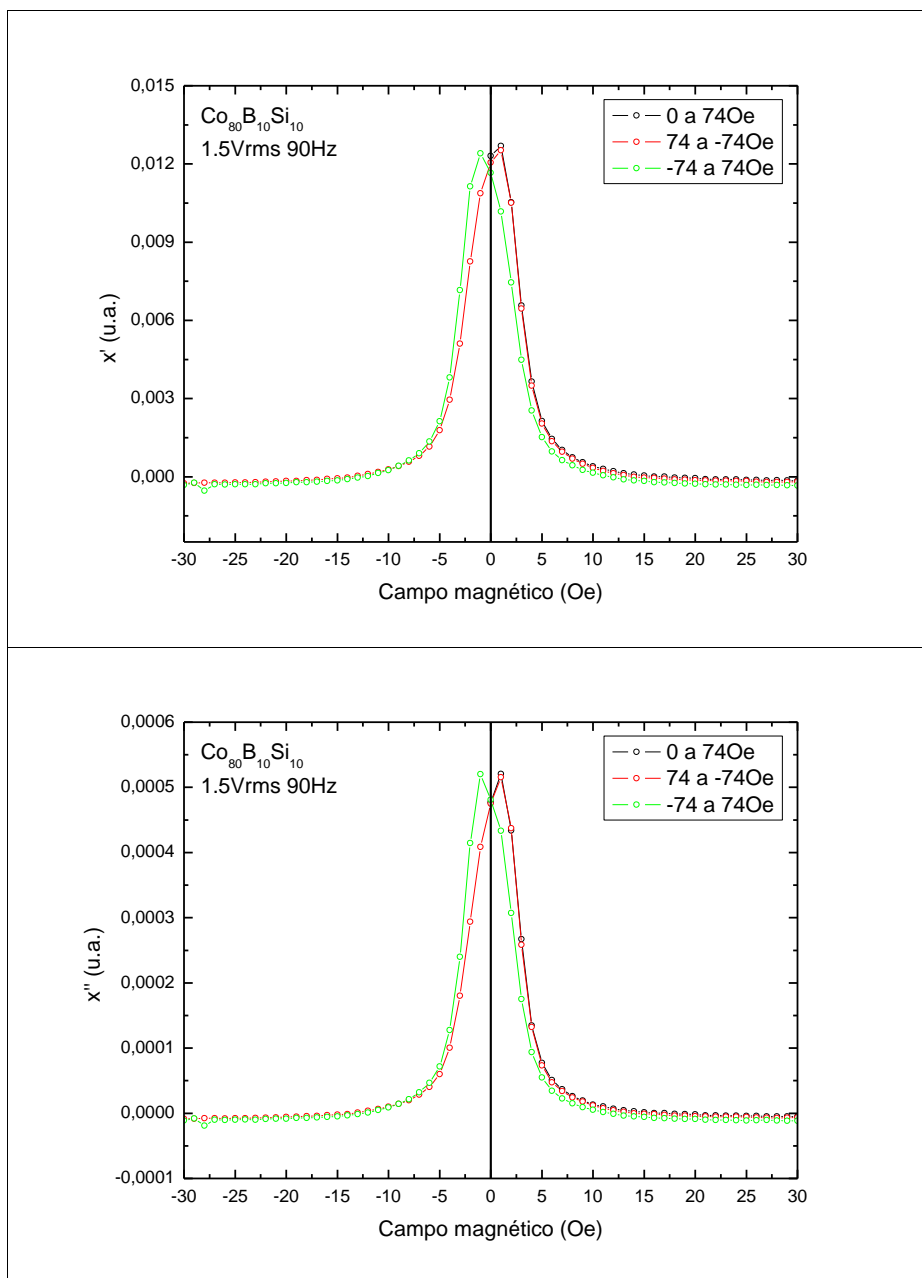 0,015
0,012
0,009
0,006
0,003
0,000
x' (u.a.)
Co80B10Si10
1.5Vrms 90Hz
0 a 74Oe
74 a -74Oe
-74 a 74Oe
-30 -25 -20 -15 -10 -5 0 5 10 15 20 25 30
Campo magnético (Oe)
0,0006
0,0005
0,0004
0,0003
0,0002
0,0001
0,0000
-0,0001
x'' (u.a.)
Co80B10Si10
1.5Vrms 90Hz
0 a 74Oe
74 a -74Oe
-74 a 74Oe
-30 -25 -20 -15 -10 -5 0 5 10 15 20 25 30
Campo magnético (Oe)